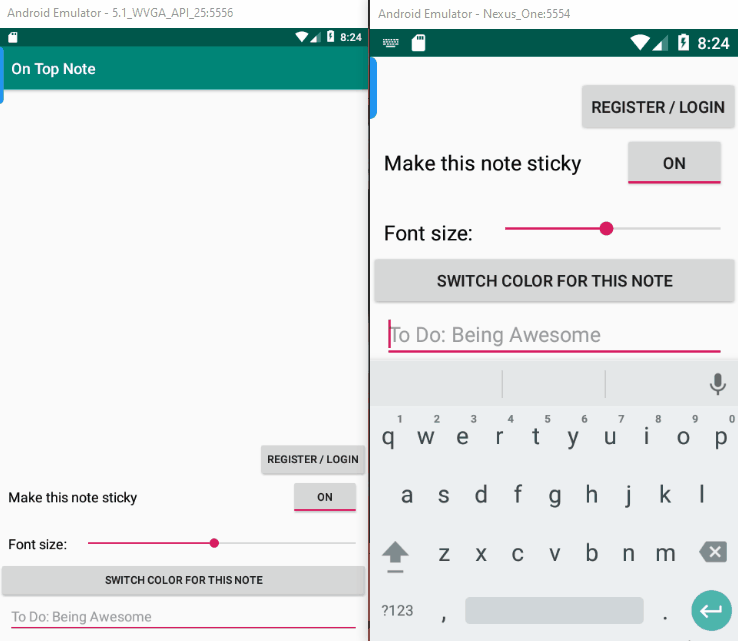 Android Emulator - 5.1_WVGA_API_25:5556
8:24
On Top Note
REGISTER / LOGIN
Make this note sticky
ON
Font size:
SWITCH COLOR FOR THIS NOTE
To Do: Being Awesome
Android Emulator - Nexus_One:5554
8:24
REGISTER / LOGIN
Make this note sticky
ON
Font size:
SWITCH COLOR FOR THIS NOTE
To Do: Being Awesome
1 2 3 4 5 6 7 8 9 0
q w e r t y u i o p
a s d f g h j k l
z x c v b n m
?123 , .